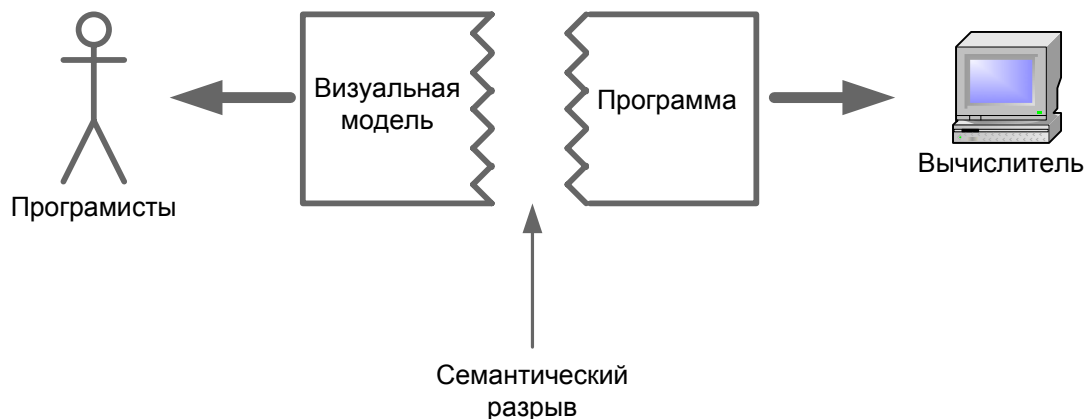 Визуальная
модель
Программа
Програмисты
Вычислитель
Семантический
разрыв